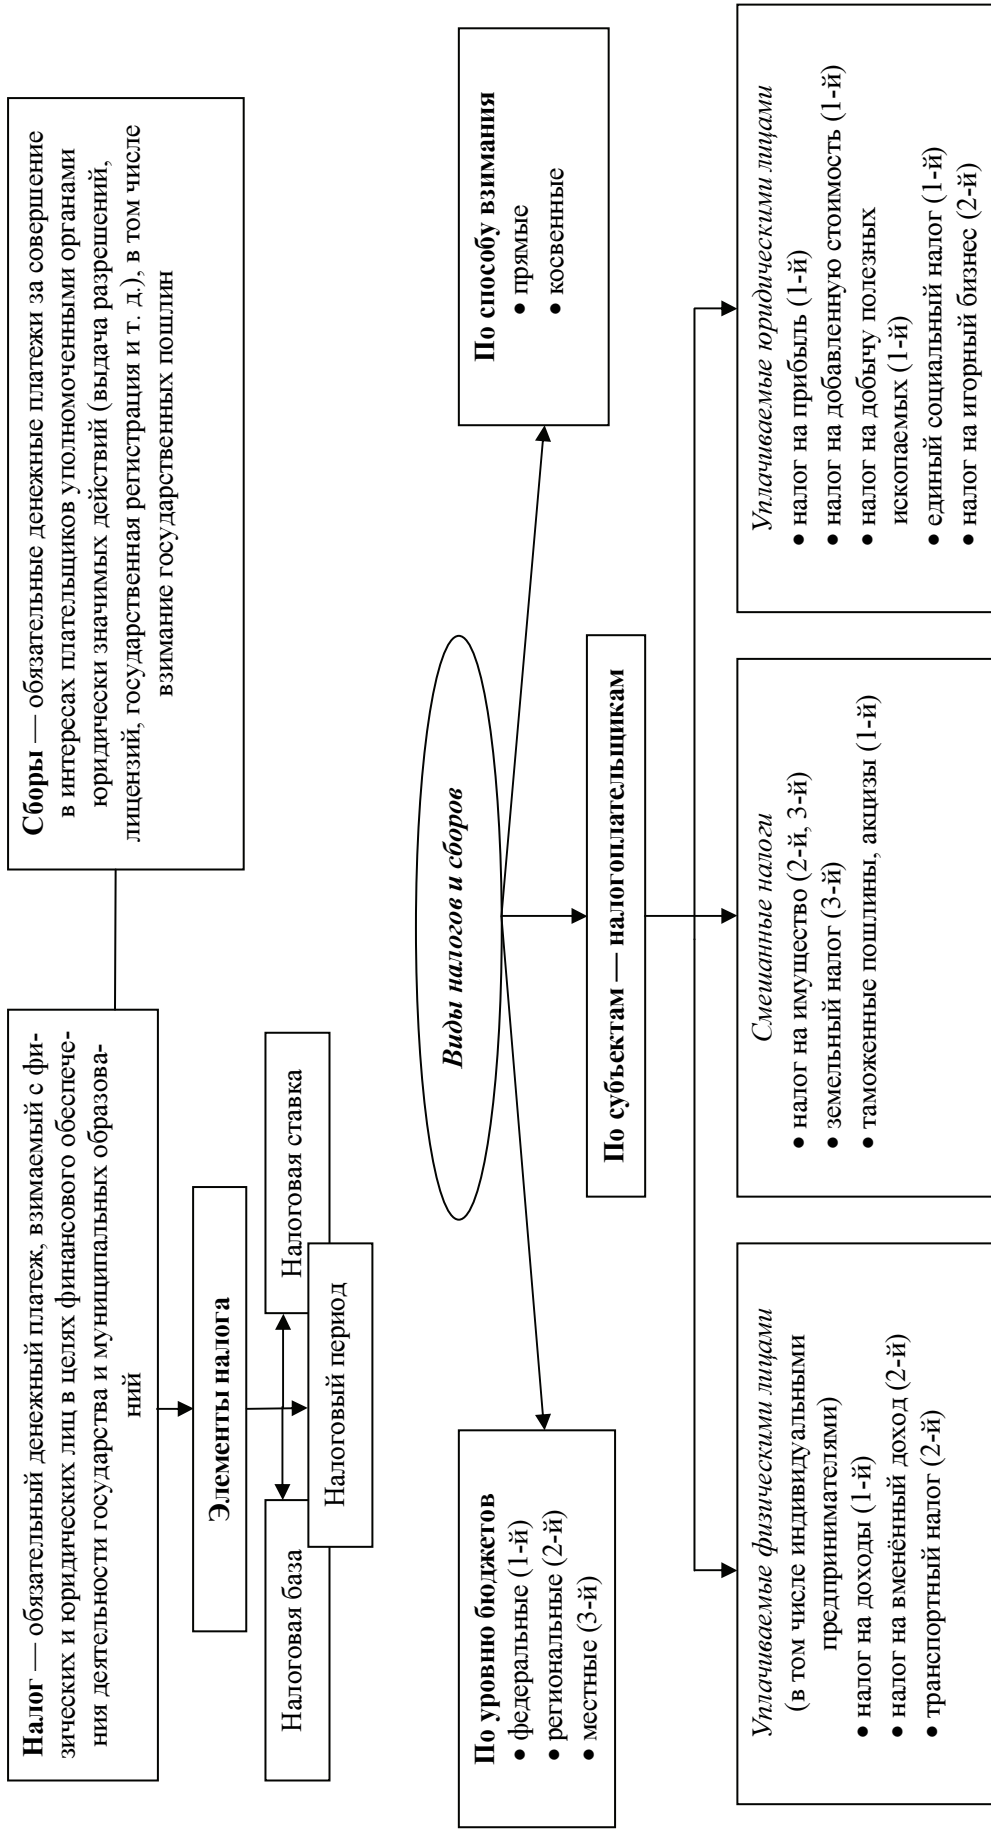 Налог — обязательный денежный платеж, взимаемый с фи-
зических и юридических лиц в целях финансового обеспече-
ния деятельности государства и муниципальных образова-
ний
Сборы — обязательные денежные платежи за совершение
в интересах плательщиков уполномоченными органами
юридически значимых действий (выдача разрешений,
лицензий, государственная регистрация и т. д.), в том числе
взимание государственных пошлин
Элементы налога
Налоговая база
Налоговый период
Налоговая ставка
Виды налогов и сборов
По уровню бюджетов
• федеральные (1-й)
• региональные (2-й)
• местные (3-й)
По субъектам — налогоплательщикам
По способу взимания
• прямые
• косвенные
Уплачиваемые физическими лицами
(в том числе индивидуальными
предпринимателями)
• налог на доходы (1-й)
• налог на вменённый доход (2-й)
• транспортный налог (2-й)
Смешанные налоги
• налог на имущество (2-й, 3-й)
• земельный налог (3-й)
• таможенные пошлины, акцизы (1-й)
Уплачиваемые юридическими лицами
• налог на прибыль (1-й)
• налог на добавленную стоимость (1-й)
• налог на добычу полезных
ископаемых (1-й)
• единый социальный налог (1-й)
• налог на игорный бизнес (2-й)